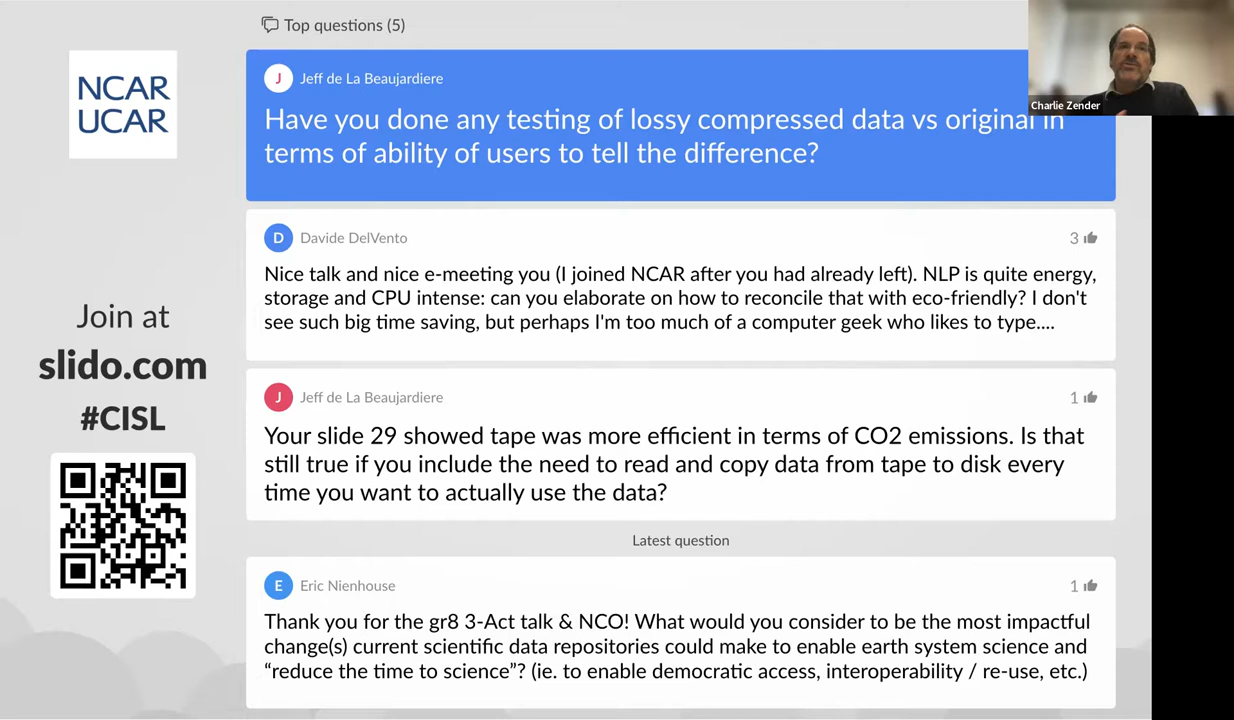 Top questions (5)
NCAR
UCAR
J Jeff de La Beaujardiere
Charlie Zender
Have you done any testing of lossy compressed data vs original in
terms of ability of users to tell the difference?
D Davide DelVento 3
Nice talk and nice e-meeting you (I joined NCAR after you had already left). NLP is quite energy,
storage and CPU intense: can you elaborate on how to reconcile that with eco-friendly? I don't
see such big time saving, but perhaps I'm too much of a computer geek who likes to type....
Join at
slido.com
#CISL
J Jeff de La Beaujardiere 1
Your slide 29 showed tape was more efficient in terms of CO2 emissions. Is that
still true if you include the need to read and copy data from tape to disk every
time you want to actually use the data?
Latest question
E Eric Nienhouse 1
Thank you for the gr8 3-Act talk & NCO! What would you consider to be the most impactful
change(s) current scientific data repositories could make to enable earth system science and
“reduce the time to science”? (ie. to enable democratic access, interoperability / re-use, etc.)